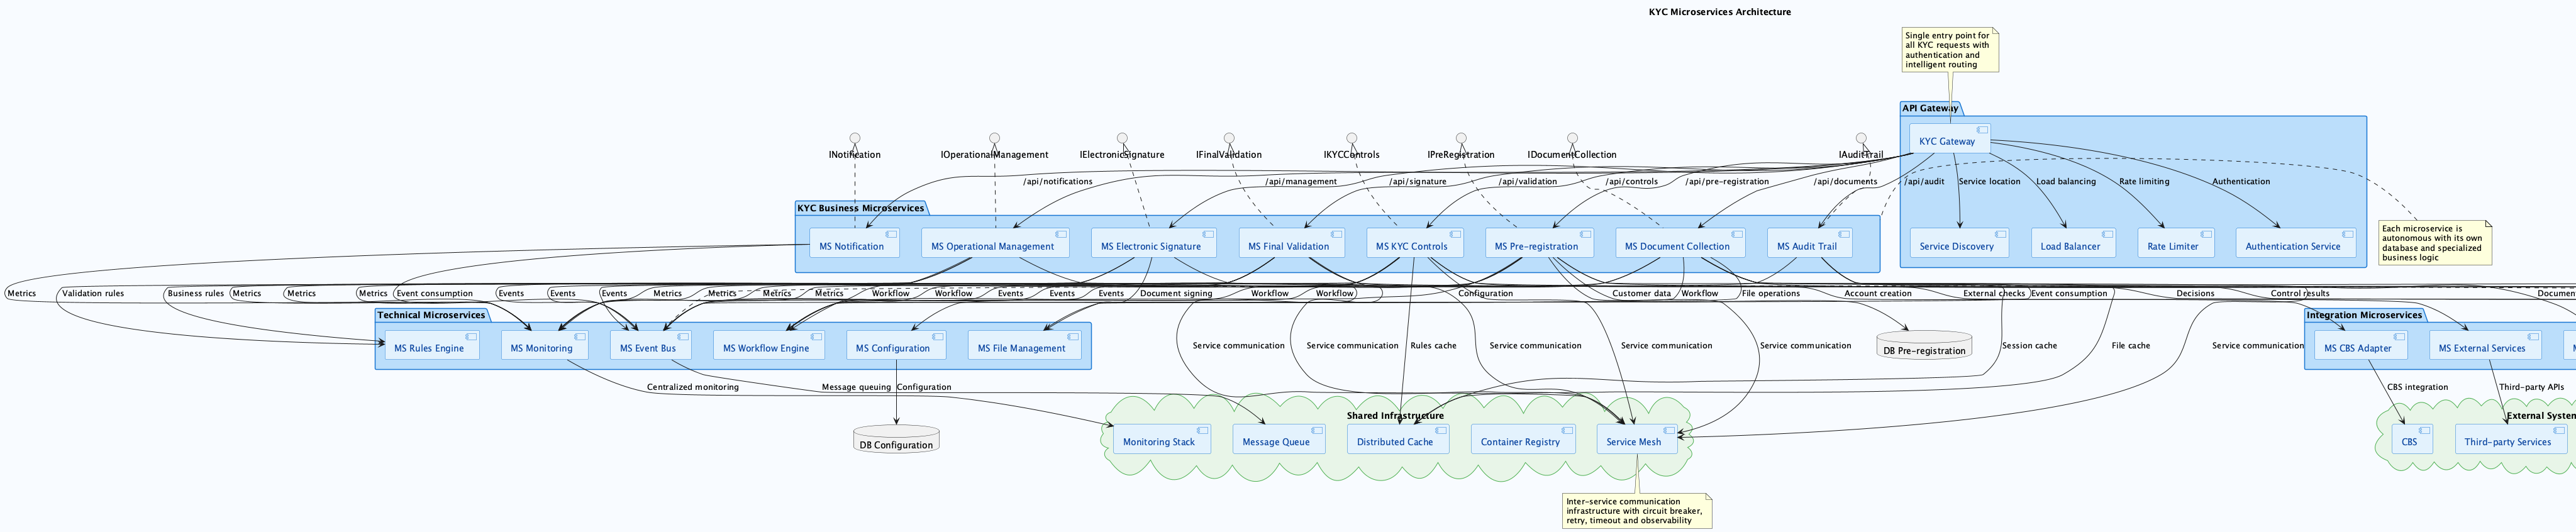 KYC Microservices Architecture
Single entry point for
all KYC requests with
authentication and
intelligent routing
API Gateway
KYC Gateway
INotification
IOperationalManagement
IElectronicSignature
IFinalValidation
IKYCControls
IPreRegistration
IDocumentCollection
IAuditTrail
/api/notifications
/api/management
/api/signature
/api/validation
/api/controls
/api/pre-registration
/api/documents
/api/audit
Service location
Load balancing
Rate limiting
Authentication
KYC Business Microservices
MS Notification
MS Operational Management
MS Electronic Signature
MS Final Validation
MS KYC Controls
MS Pre-registration
MS Document Collection
MS Audit Trail
Service Discovery
Load Balancer
Rate Limiter
Authentication Service
Each microservice is
autonomous with its own
database and specialized
business logic
Metrics
Validation rules
Business rules
Metrics
Metrics
Metrics
Event consumption
Events
Events
Events
Metrics
Metrics
Metrics
Metrics
Workflow
Workflow
Events
Events
Events
Document signing
Workflow
Workflow
Configuration
Customer data
Workflow
File operations
Account creation
External checks
Event consumption
Decisions
Control results
Documen
Technical Microservices
MS Rules Engine
MS Monitoring
MS Event Bus
MS Workflow Engine
MS Configuration
MS File Management
Service communication
Service communication
Rules cache
Service communication
Service communication
Service communication
DB Pre-registration
Session cache
File cache
Service communication
Integration Microservices
MS CBS Adapter
MS External Services
Centralized monitoring
Message queuing
Configuration
CBS integration
Third-party APIs
DB Configuration
Shared Infrastructure
Monitoring Stack
Message Queue
Distributed Cache
Container Registry
Service Mesh
External System
CBS
Third-party Services
Inter-service communication
infrastructure with circuit breaker,
retry, timeout and observability